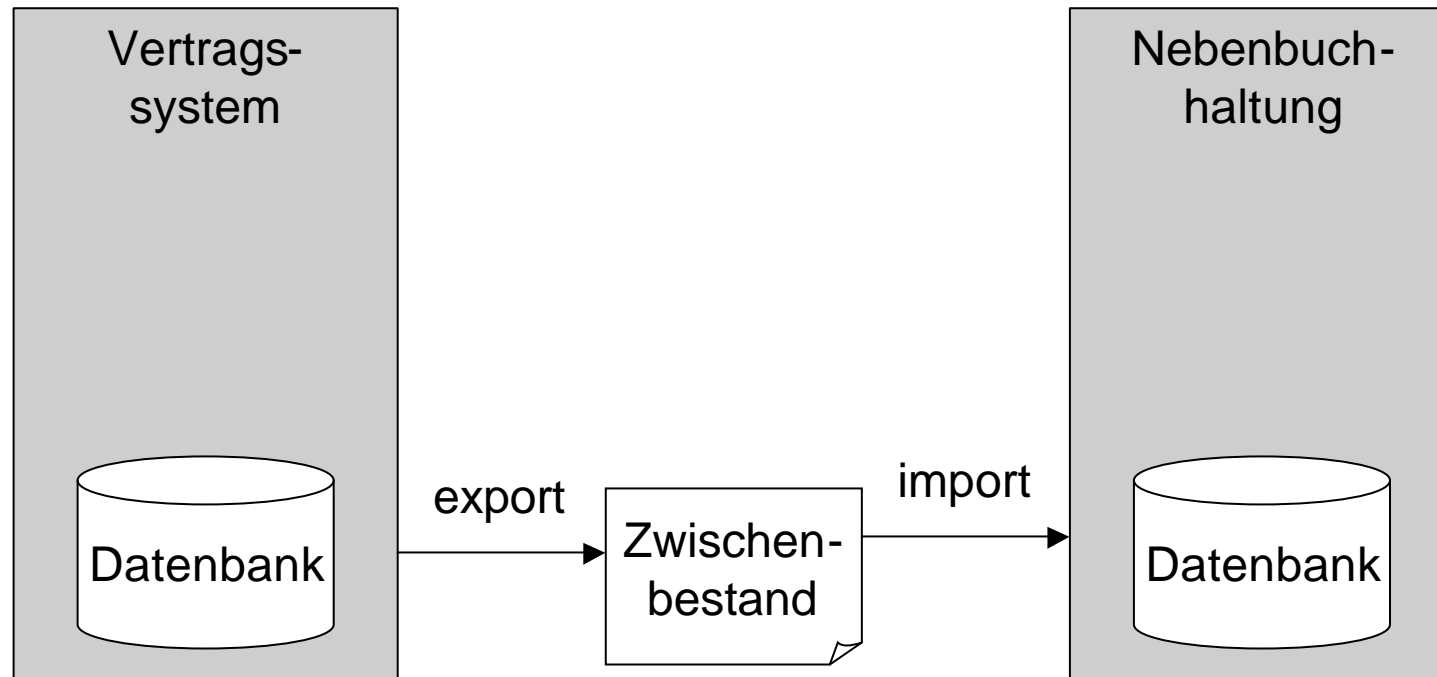 Vertrags-
system
Nebenbuch-
haltung
Datenbank
export
Zwischen-
bestand
import
Datenbank